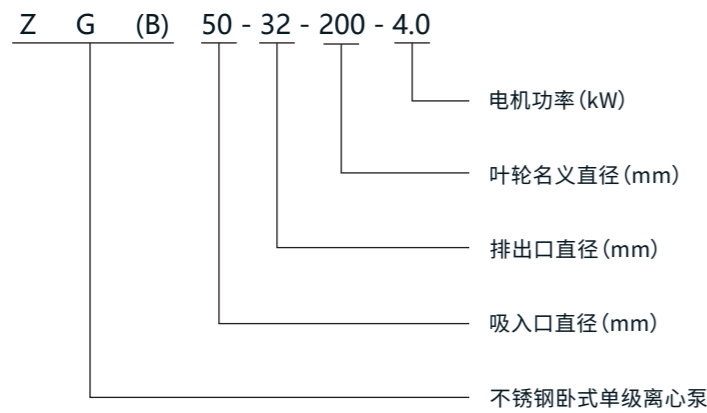 Z G (B) 50 - 32 - 200 - 4.0
电机功率(kW)
叶轮名义直径(mm)
排出口直径(mm)
吸入口直径(mm)
不锈钢卧式单级离心泵